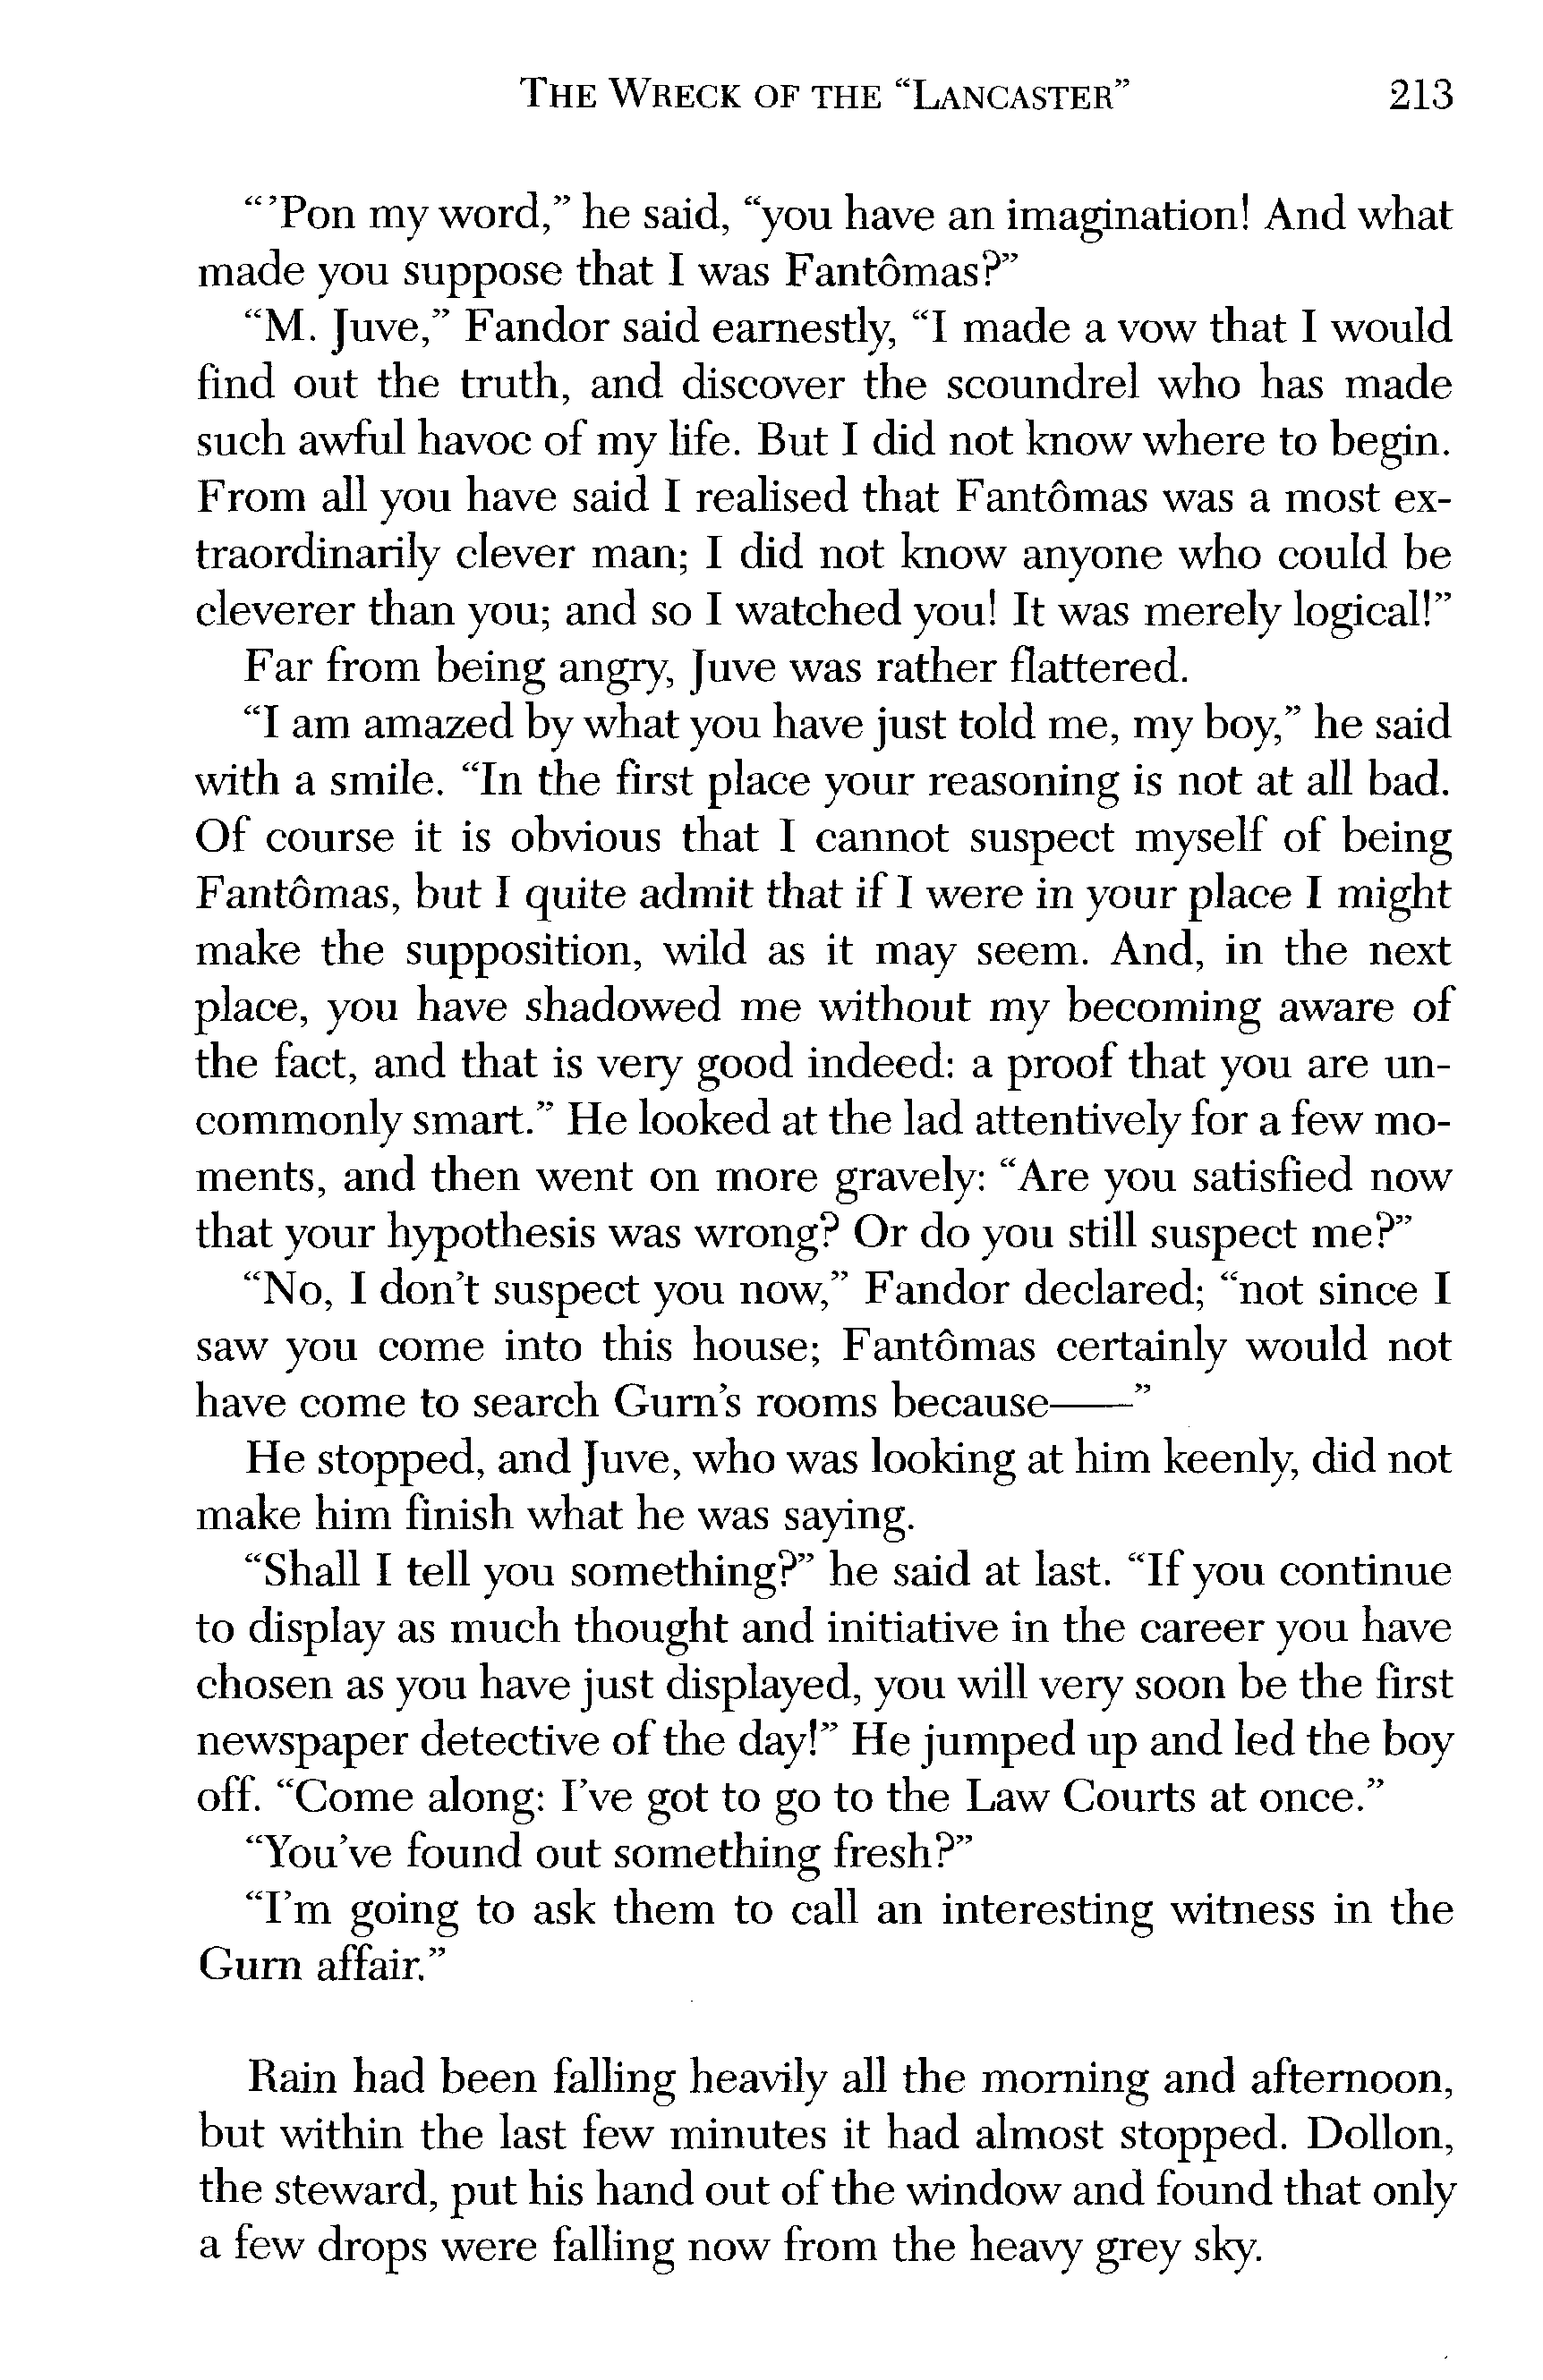 THE WRECK OF THE “LANCASTER” 213
“’Pon my word,” he said, “you have an imagination! And what
made you suppose that I was Fantômas?”
“M. Juve,” Fandor said earnestly, “I made a vow that I would
find out the truth, and discover the scoundrel who has made
such awful havoc of my life. But I did not know where to begin.
From all you have said I realised that Fantômas was a most ex-
traordinarily clever man; I did not know anyone who could be
cleverer than you; and so I watched you! It was merely logical!”
Far from being angry, Juve was rather flattered.
“I am amazed by what you have just told me, my boy,” he said
with a smile. “In the first place your reasoning is not at all bad.
Of course it is obvious that I cannot suspect myself of being
Fantômas, but I quite admit that if I were in your place I might
make the supposition, wild as it may seem. And, in the next
place, you have shadowed me without my becoming aware of
the fact, and that is very good indeed: a proof that you are un-
commonly smart.” He looked at the lad attentively for a few mo-
ments, and then went on more gravely: “Are you satisfied now
that your hypothesis was wrong? Or do you still suspect me?”
“No, I don’t suspect you now,” Fandor declared; “not since I
saw you come into this house; Fantômas certainly would not
have come to search Gurn’s rooms because——”
He stopped, and Juve, who was looking at him keenly, did not
make him finish what he was saying.
“Shall I tell you something?” he said at last. “If you continue
to display as much thought and initiative in the career you have
chosen as you have just displayed, you will very soon be the first
newspaper detective of the day!” He jumped up and led the boy
off. “Come along: I’ve got to go to the Law Courts at once.”
“You’ve found out something fresh?”
“I’m going to ask them to call an interesting witness in the
Gurn affair.”
Rain had been falling heavily all the morning and afternoon,
but within the last few minutes it had almost stopped. Dollon,
the steward, put his hand out of the window and found that only
a few drops were falling now from the heavy grey sky.